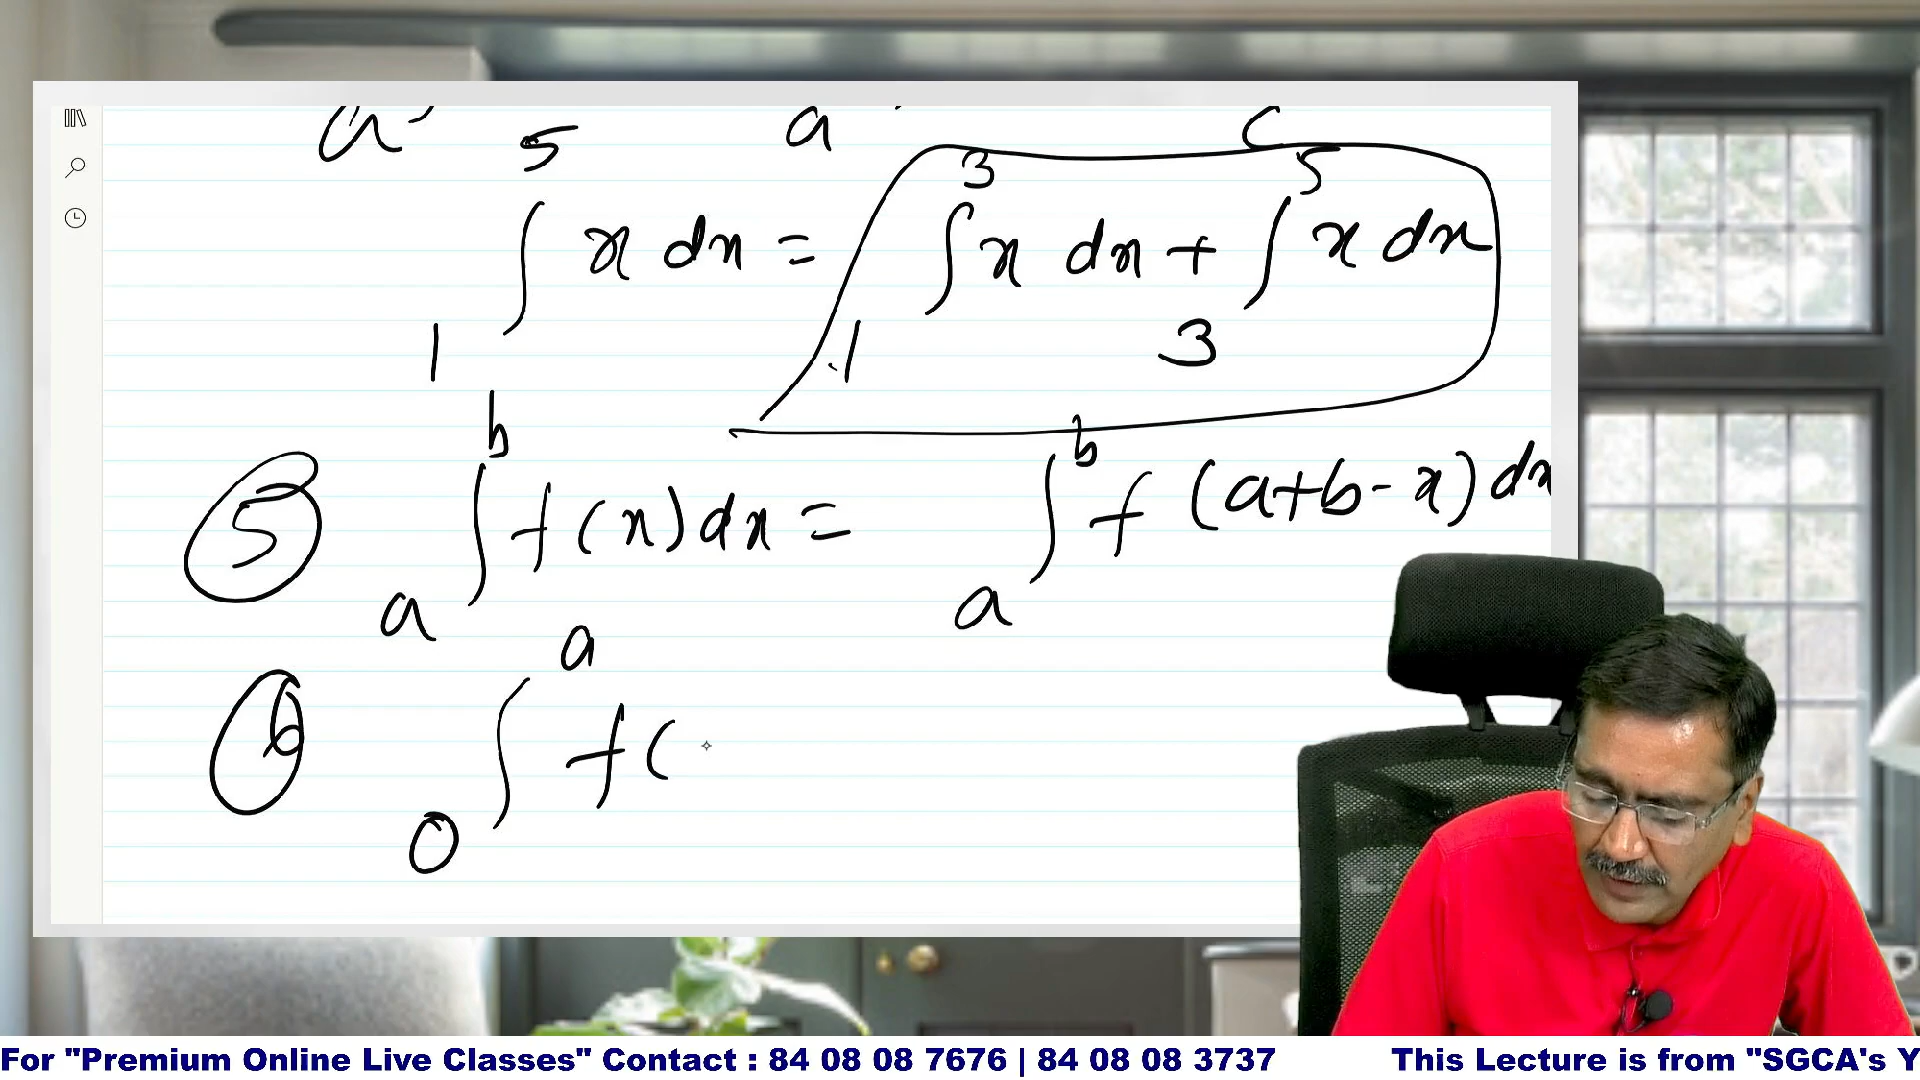 a a c
5 3 5
∫ x dx = ∫ x dx + ∫ x dx
1 1 3
b b
5 ∫ f(x) dx = ∫ f (a+b-x) dx
a a
a
6 ∫ f(
0
For "Premium Online Live Classes" Contact : 84 08 08 7676 | 84 08 08 3737 This Lecture is from "SGCA's Y